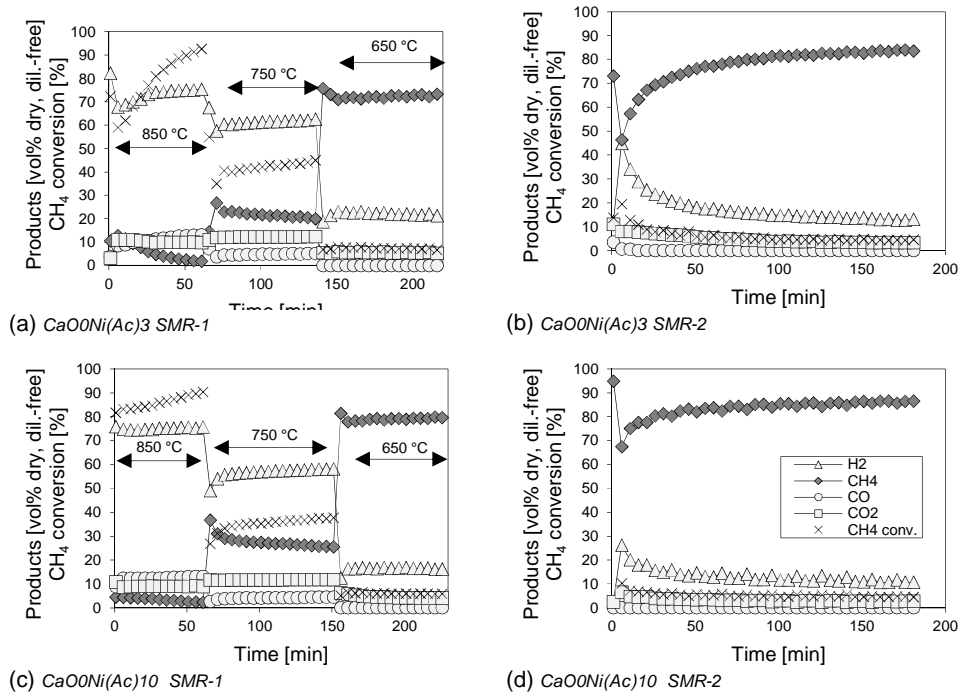 Products [vol% dry, dil.-free]
CH4 conversion [%]
100
90
80
70
60
50
40
30
20
10
0
850 °C
750 °C
650 °C
0
50
100
150
200
Time [min]
(a) CaO0Ni(Ac)3 SMR-1
Products [vol% dry, dil.-free]
CH4 conversion [%]
100
90
80
70
60
50
40
30
20
10
0
0
50
100
150
200
Time [min]
(b) CaO0Ni(Ac)3 SMR-2
Products [vol% dry, dil.-free]
CH4 conversion [%]
100
90
80
70
60
50
40
30
20
10
0
850 °C
750 °C
650 °C
0
50
100
150
200
Time [min]
(c) CaO0Ni(Ac)10 SMR-1
Products [vol% dry, dil.-free]
CH4 conversion [%]
100
90
80
70
60
50
40
30
20
10
0
H2
CH4
CO
CO2
CH4 conv.
0
50
100
150
200
Time [min]
(d) CaO0Ni(Ac)10 SMR-2